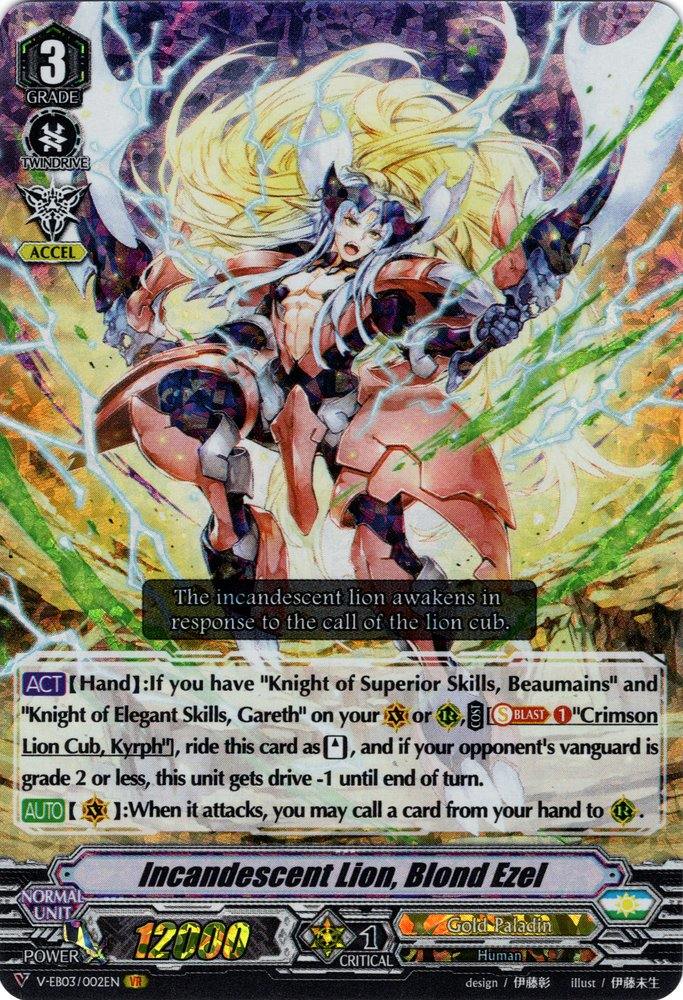 3
GRADE
TWINDRIVE
ACCEL
The incandescent lion awakens in
response to the call of the lion cub.
ACT【Hand】:If you have "Knight of Superior Skills, Beaumains" and
"Knight of Elegant Skills, Gareth" on your V or R COST [S BLAST 1 "Crimson
Lion Cub, Kyrph"], ride this card as, and if your opponent's vanguard is
grade 2 or less, this unit gets drive -1 until end of turn.
AUTO【V】:When it attacks, you may call a card from your hand to R.
Incandescent Lion, Blond Ezel
NORMAL
UNIT
POWER 12000 1 CRITICAL
Gold Paladin
Human
V-EB03/002EN VR design / 伊藤彰 illust / 伊藤未生